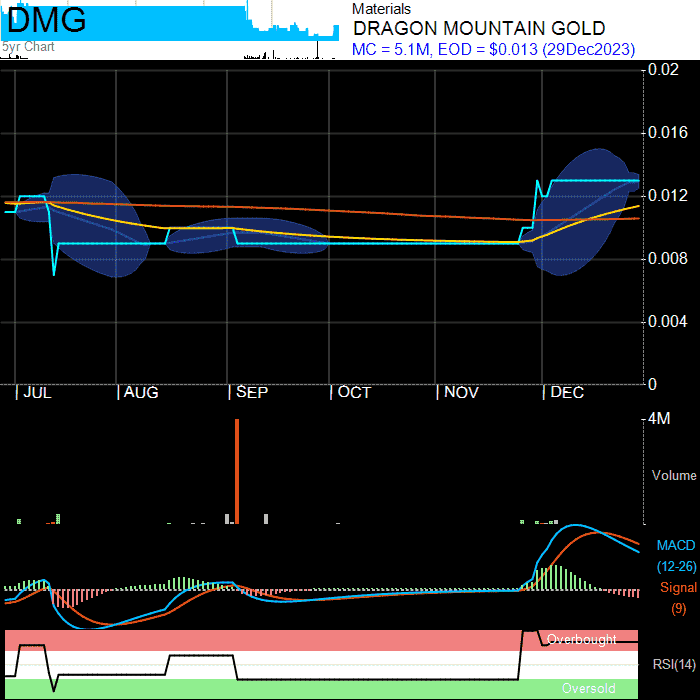 DMG
5yr Chart
Materials
DRAGON MOUNTAIN GOLD
MC = 5.1M, EOD = $0.013 (29Dec2023)
0.02
0.016
0.012
0.008
0.004
0
| JUL | AUG | SEP | OCT | NOV | DEC
4M
Volume
MACD
(12-26)
Signal
(9)
Overbought
RSI(14)
Oversold